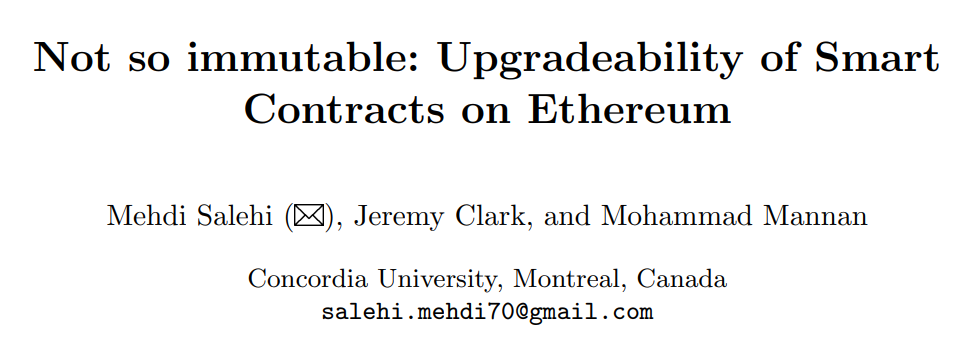 Not so immutable: Upgradeability of Smart
Contracts on Ethereum
Mehdi Salehi (✉), Jeremy Clark, and Mohammad Mannan
Concordia University, Montreal, Canada
salehi.mehdi70@gmail.com